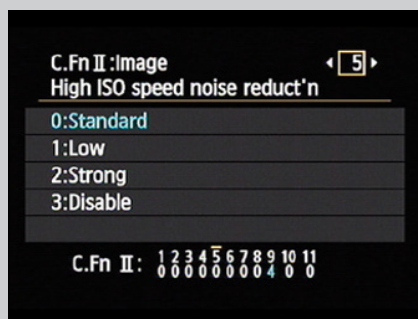 C.Fn II :Image 5
High ISO speed noise reduct'n
0:Standard
1:Low
2:Strong
3:Disable
C.Fn II : 1 2 3 4 5 6 7 8 9 10 11
0 0 0 0 0 0 0 0 4 0 0